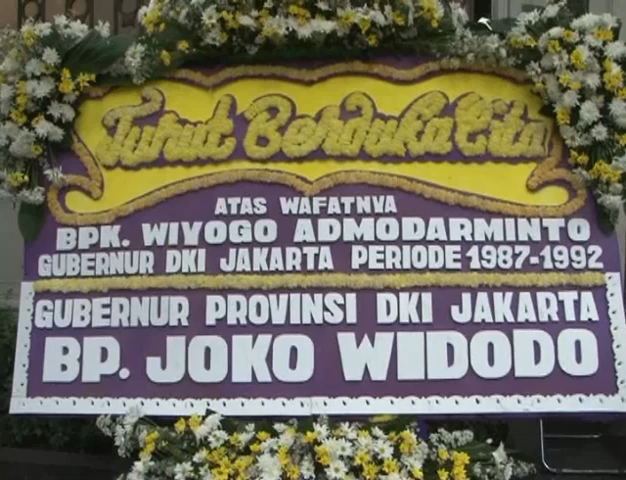 Turut Berduka Cita
ATAS WAFATNYA
BPK. WIYOGO ADMODARMINTO
GUBERNUR DKI JAKARTA PERIODE 1987-1992
GUBERNUR PROVINSI DKI JAKARTA
BP. JOKO WIDODO